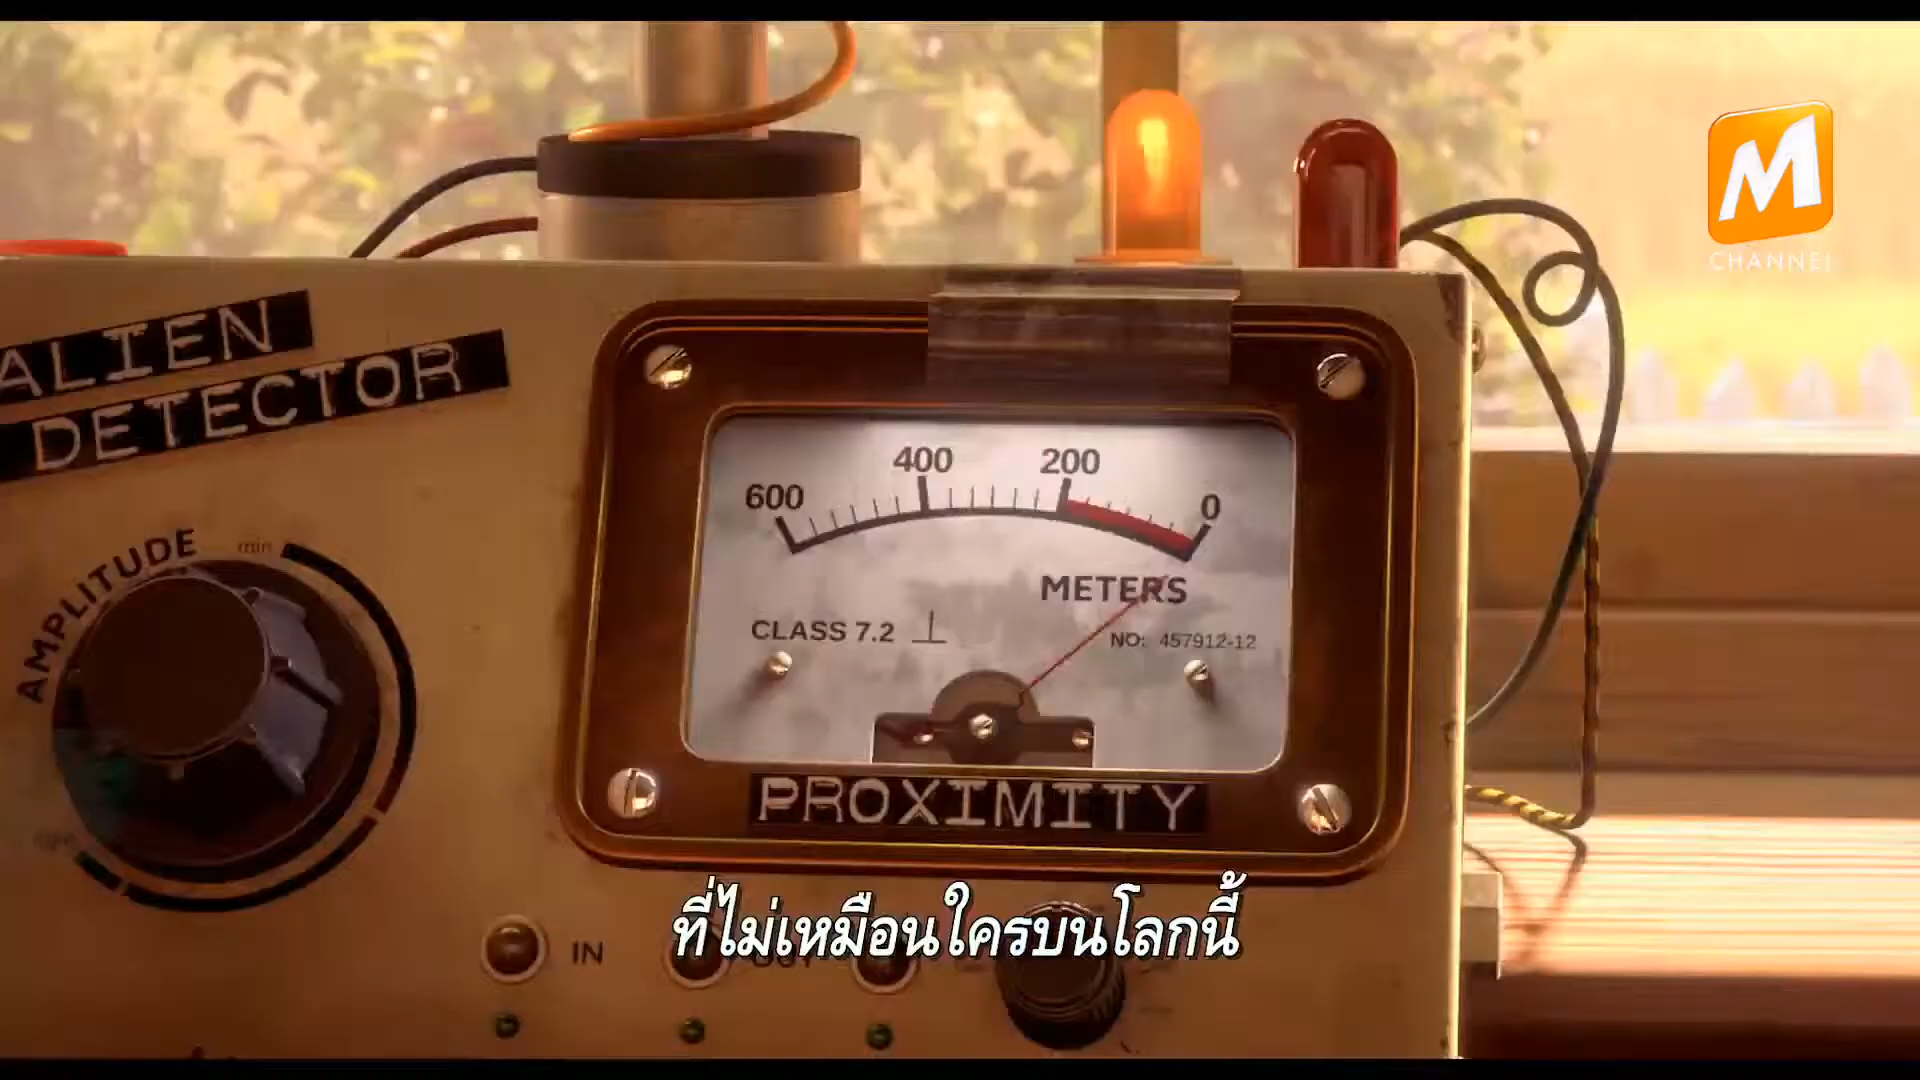 M
CHANNEL
ALIEN
DETECTOR
600 400 200 0
METERS
CLASS 7.2
NO: 457912-12
AMPLITUDE
min
PROXIMITY
ที่ไม่เหมือนใครบนโลกนี้
IN